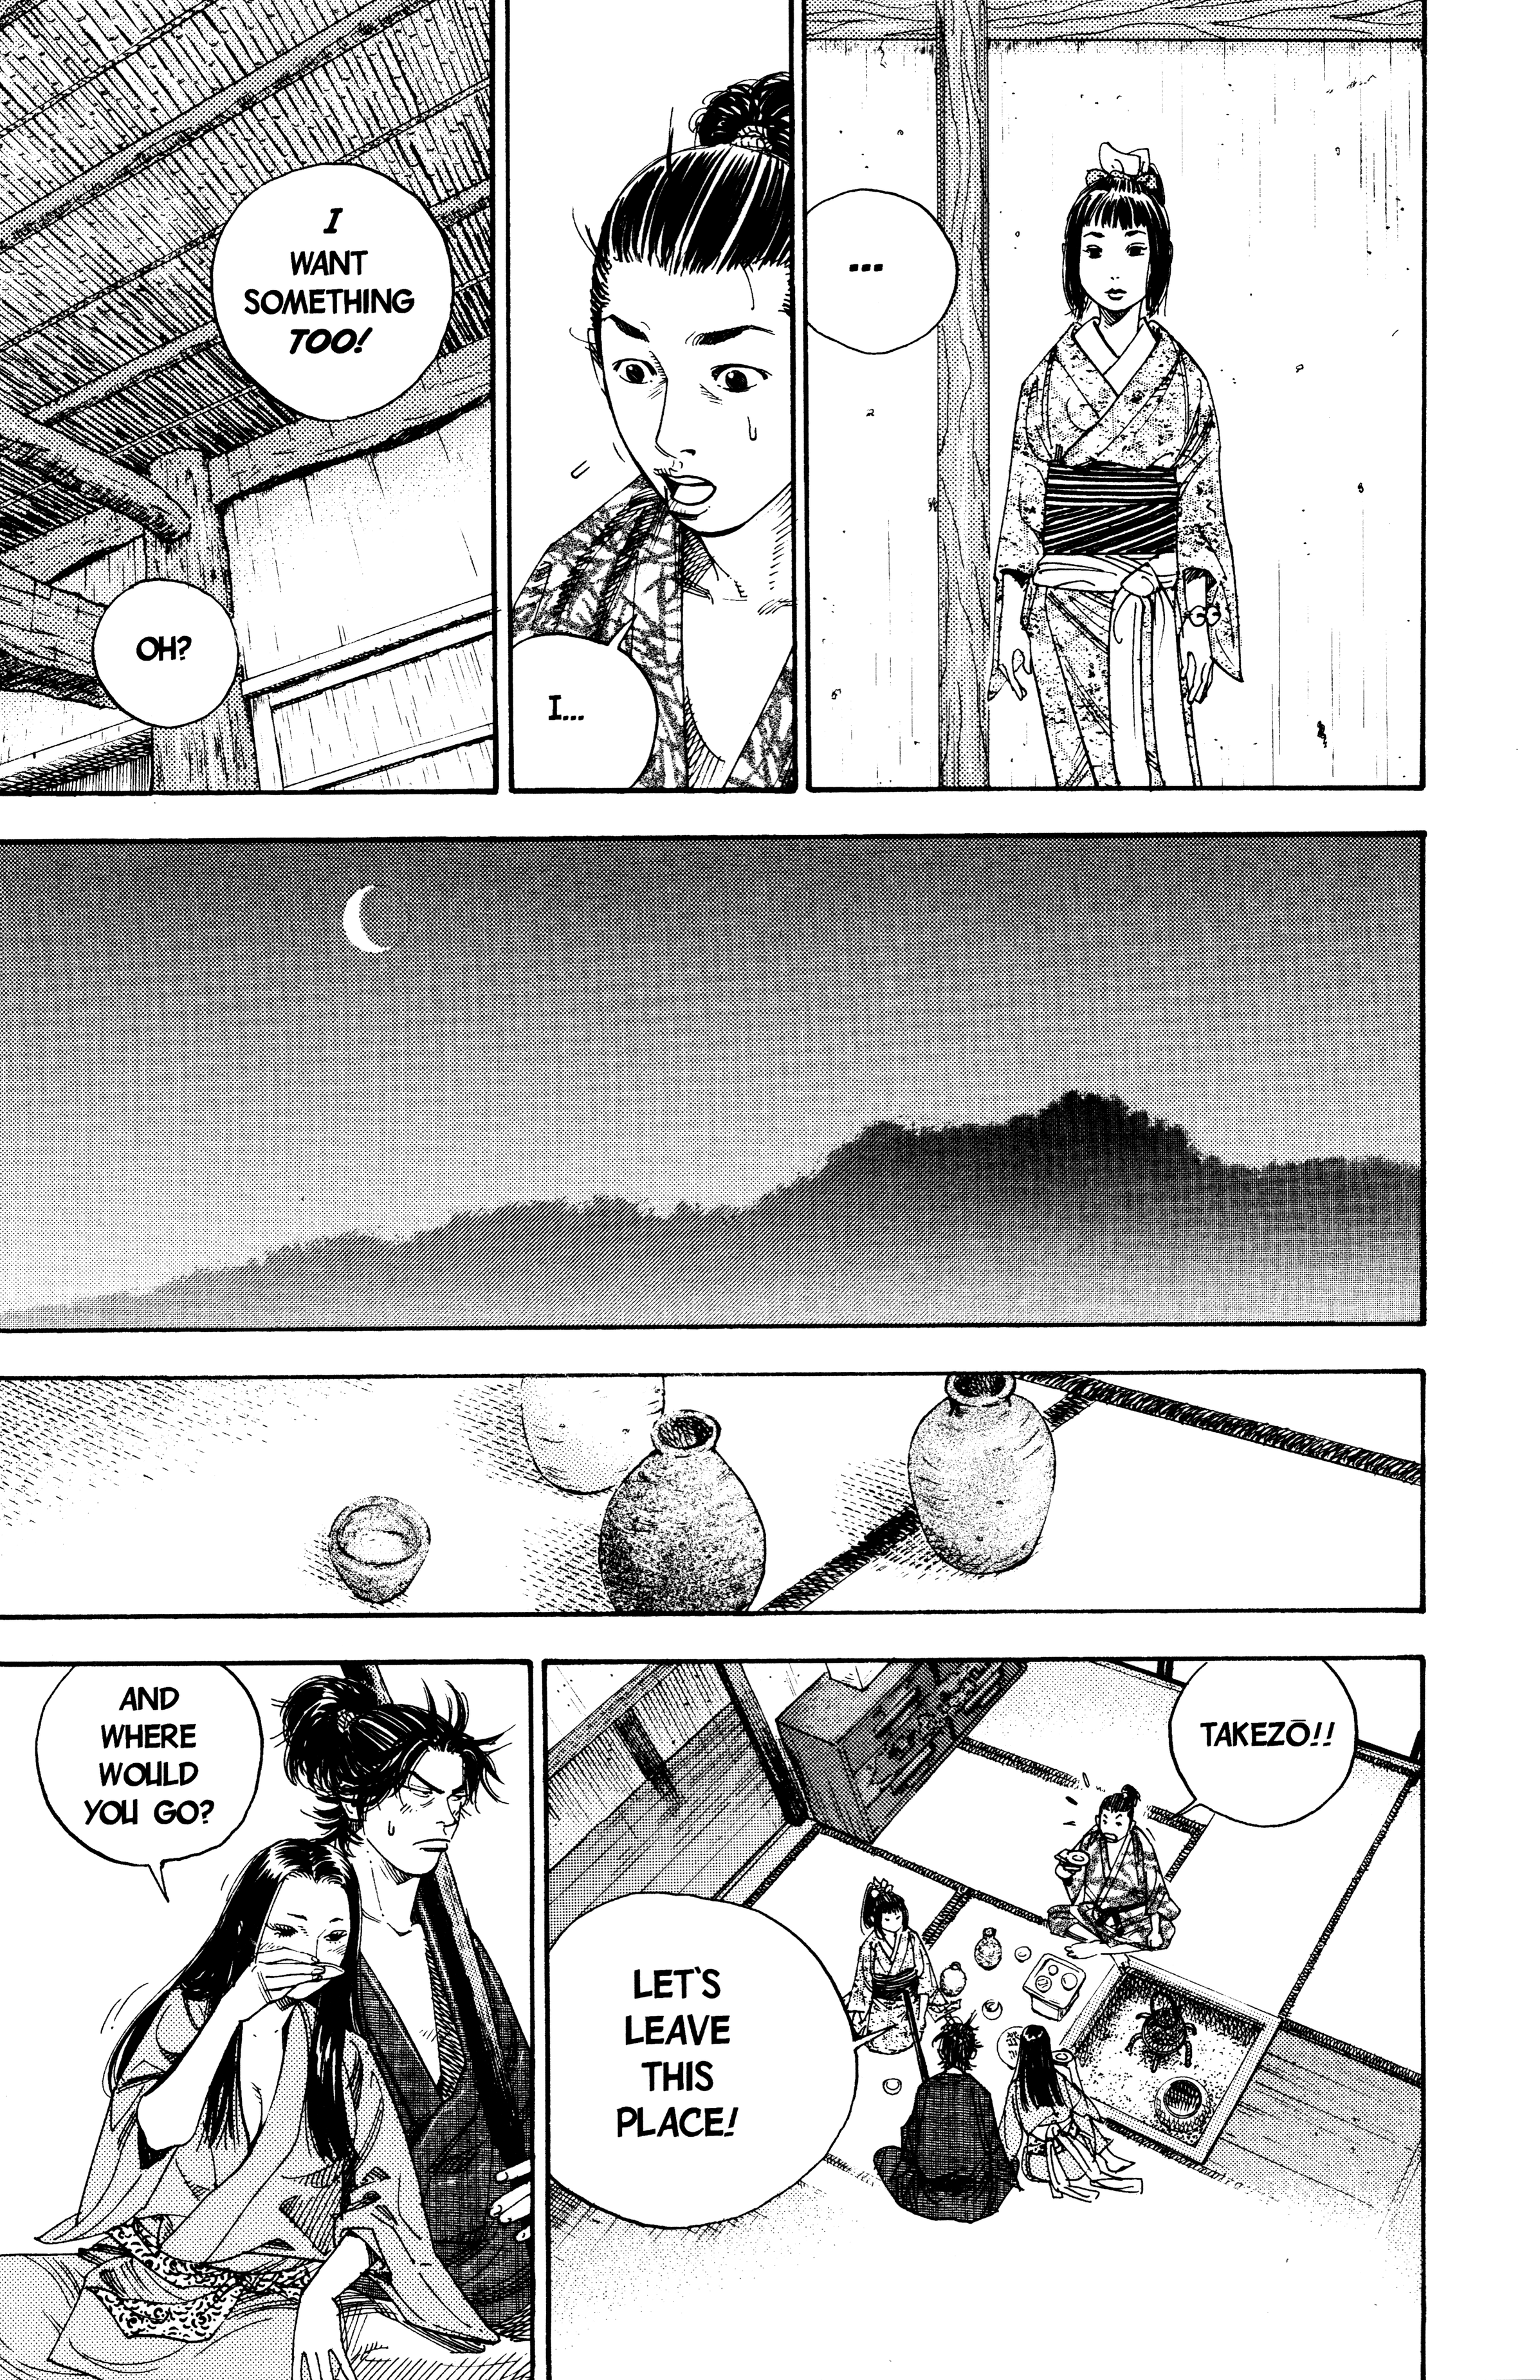 ...
I...
I
WANT
SOMETHING
TOO!
OH?
TAKEZŌ!!
LET'S
LEAVE
THIS
PLACE!
AND
WHERE
WOULD
YOU GO?